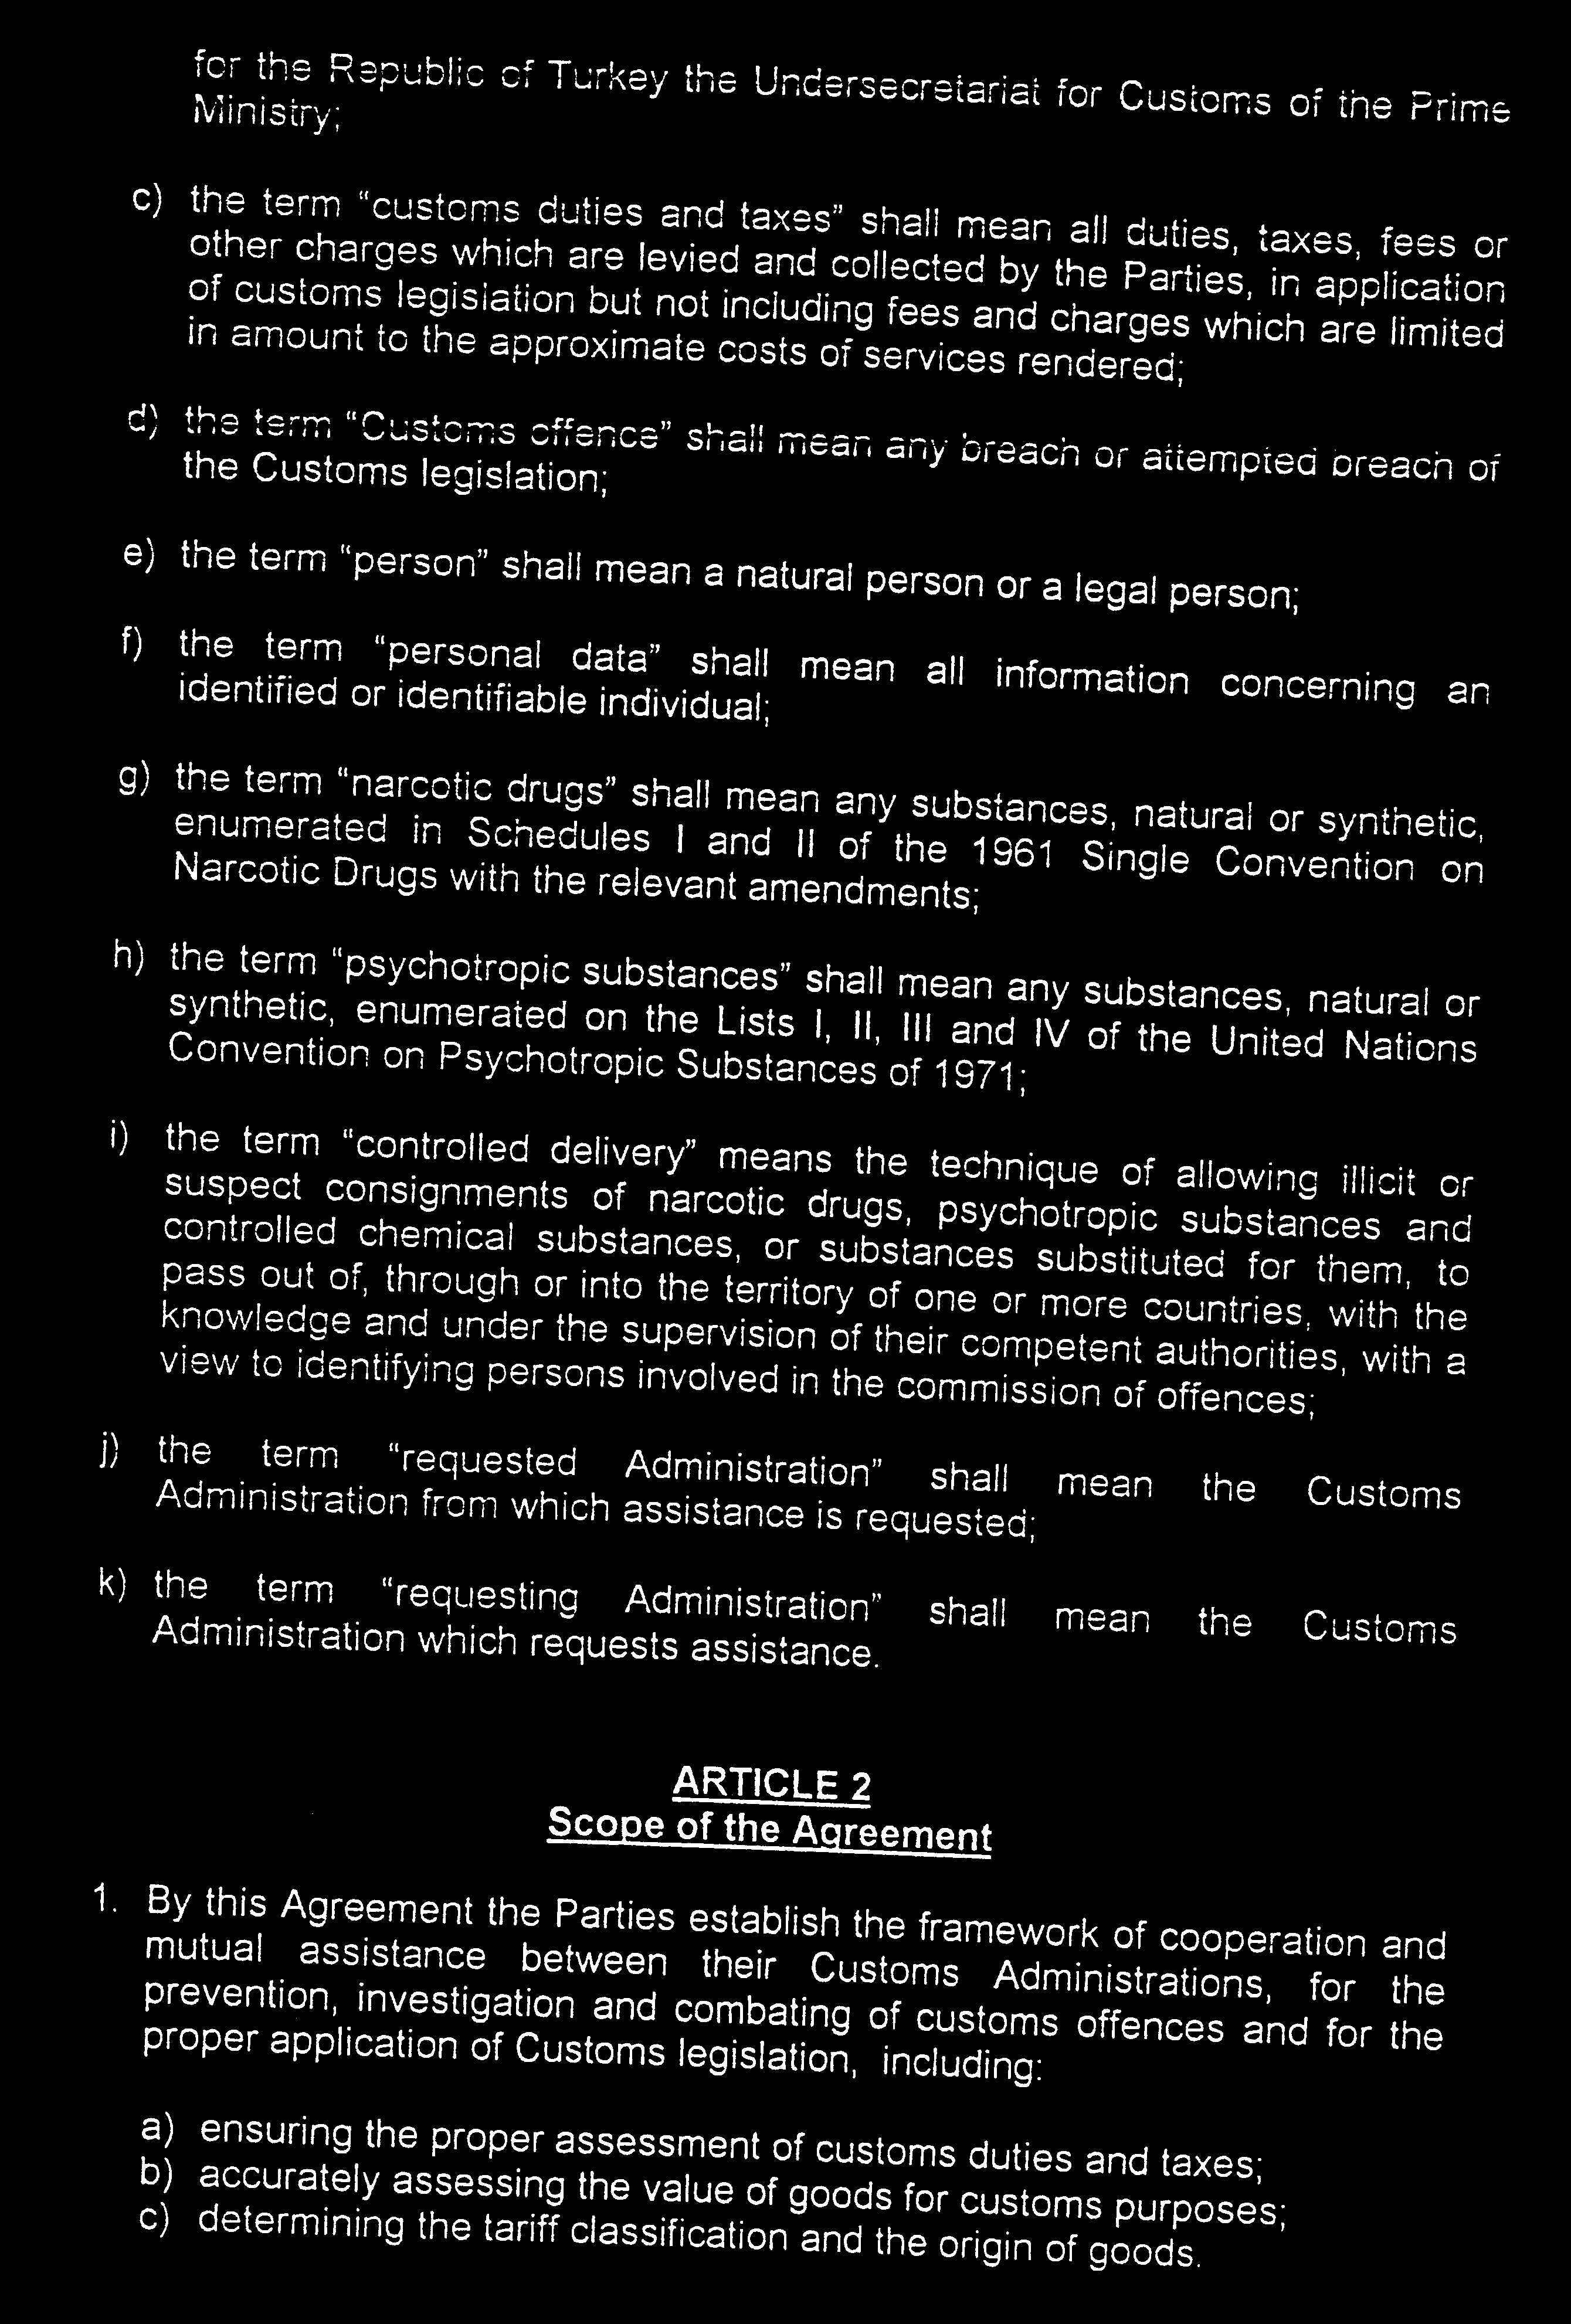 for the Republic of Turkey the Undersecretariat for Customs of the Prime
Ministry;
c) the term “customs duties and taxes” shall mean all duties, taxes, fees or
other charges which are levied and collected by the Parties, in application
of customs legislation but not including fees and charges which are limited
in amount to the approximate costs of services rendered;
d) the term “Customs offence” shall mean any breach or attempted breach of
the Customs legislation;
e) the term “person” shall mean a natural person or a legal person;
f) the term “personal data” shall mean all information concerning an
identified or identifiable individual;
g) the term “narcotic drugs” shall mean any substances, natural or synthetic,
enumerated in Schedules I and II of the 1961 Single Convention on
Narcotic Drugs with the relevant amendments;
h) the term “psychotropic substances” shall mean any substances, natural or
synthetic, enumerated on the Lists I, II, III and IV of the United Nations
Convention on Psychotropic Substances of 1971;
i) the term “controlled delivery” means the technique of allowing illicit or
suspect consignments of narcotic drugs, psychotropic substances and
controlled chemical substances, or substances substituted for them, to
pass out of, through or into the territory of one or more countries, with the
knowledge and under the supervision of their competent authorities, with a
view to identifying persons involved in the commission of offences;
j) the term “requested Administration” shall mean the Customs
Administration from which assistance is requested;
k) the term “requesting Administration” shall mean the Customs
Administration which requests assistance.
ARTICLE 2
Scope of the Agreement
1. By this Agreement the Parties establish the framework of cooperation and
mutual assistance between their Customs Administrations, for the
prevention, investigation and combating of customs offences and for the
proper application of Customs legislation, including:
a) ensuring the proper assessment of customs duties and taxes;
b) accurately assessing the value of goods for customs purposes;
c) determining the tariff classification and the origin of goods.